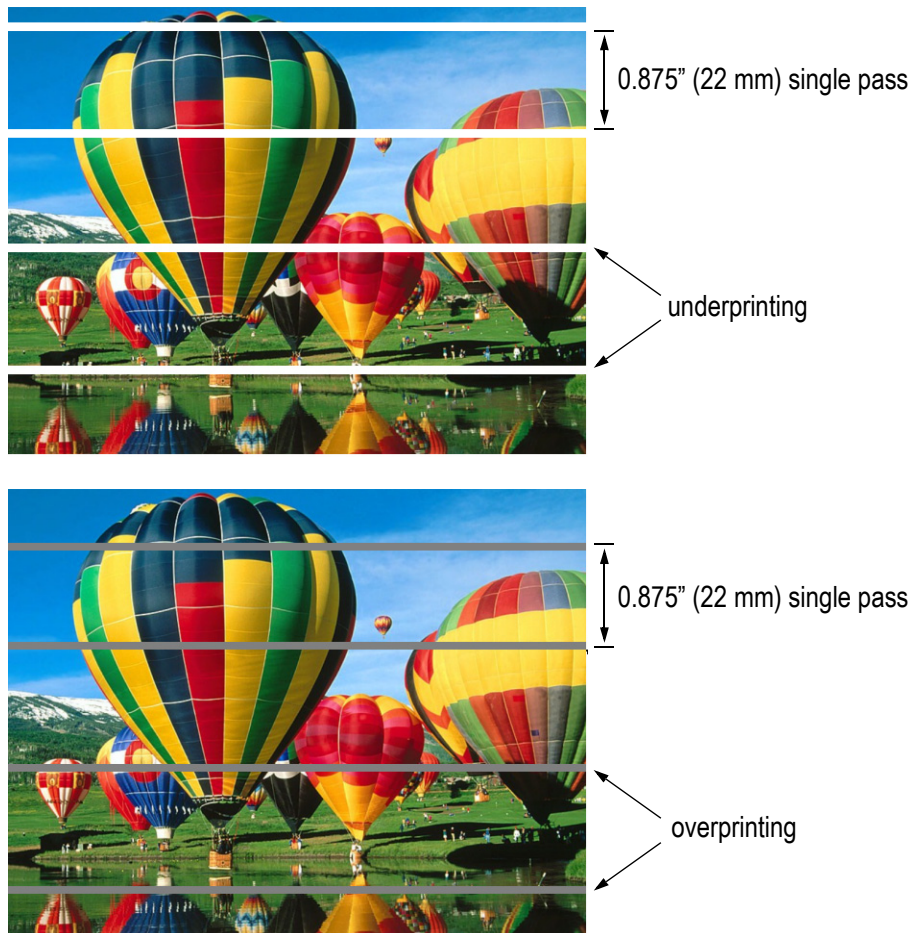 0.875” (22 mm) single pass
underprinting
0.875” (22 mm) single pass
overprinting